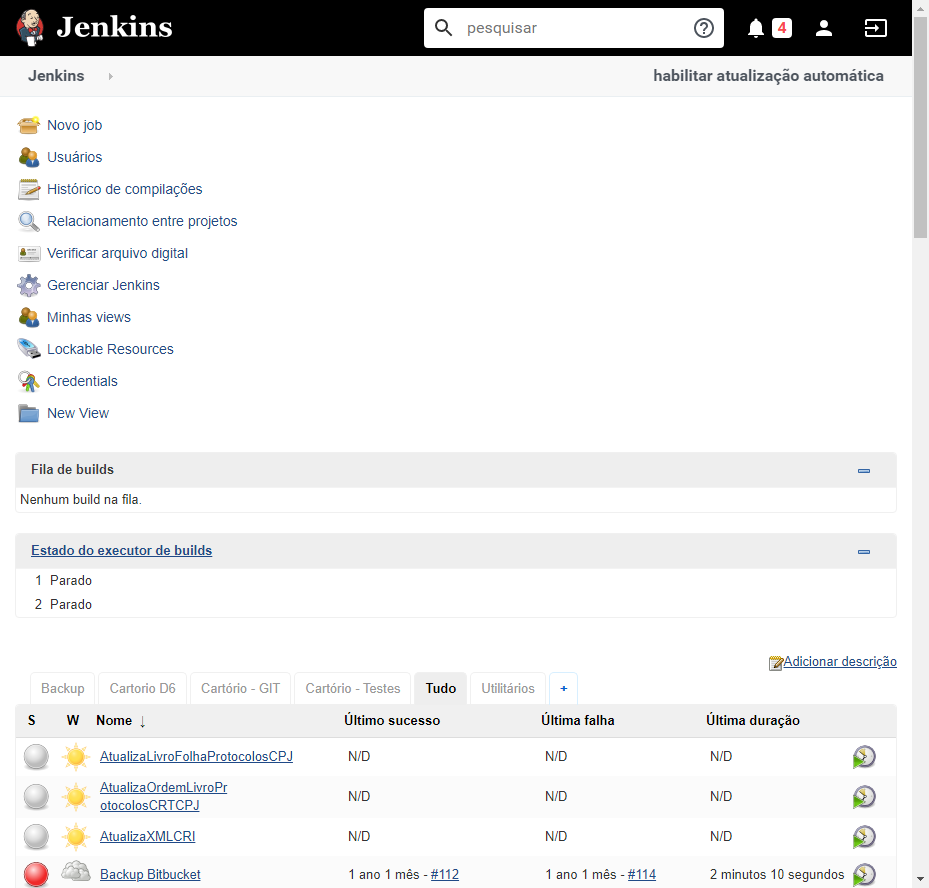 Jenkins
pesquisar
4
Jenkins
habilitar atualização automática
Novo job
Usuários
Histórico de compilações
Relacionamento entre projetos
Verificar arquivo digital
Gerenciar Jenkins
Minhas views
Lockable Resources
Credentials
New View
Fila de builds
Nenhum build na fila.
Estado do executor de builds
1 Parado
2 Parado
Adicionar descrição
Backup Cartorio D6 Cartório - GIT Cartório - Testes Tudo Utilitários +
S W Nome ↓ Último sucesso Última falha Última duração
AtualizaLivroFolhaProtocolosCPJ N/D N/D N/D
AtualizaOrdemLivroPr
otocolosCRTCPJ N/D N/D N/D
AtualizaXMLCRI N/D N/D N/D
Backup Bitbucket 1 ano 1 mês - #112 1 ano 1 mês - #114 2 minutos 10 segundos